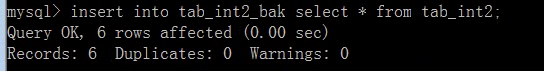 mysql> insert into tab_int2_bak select * from tab_int2;
Query OK, 6 rows affected (0.00 sec)
Records: 6  Duplicates: 0  Warnings: 0